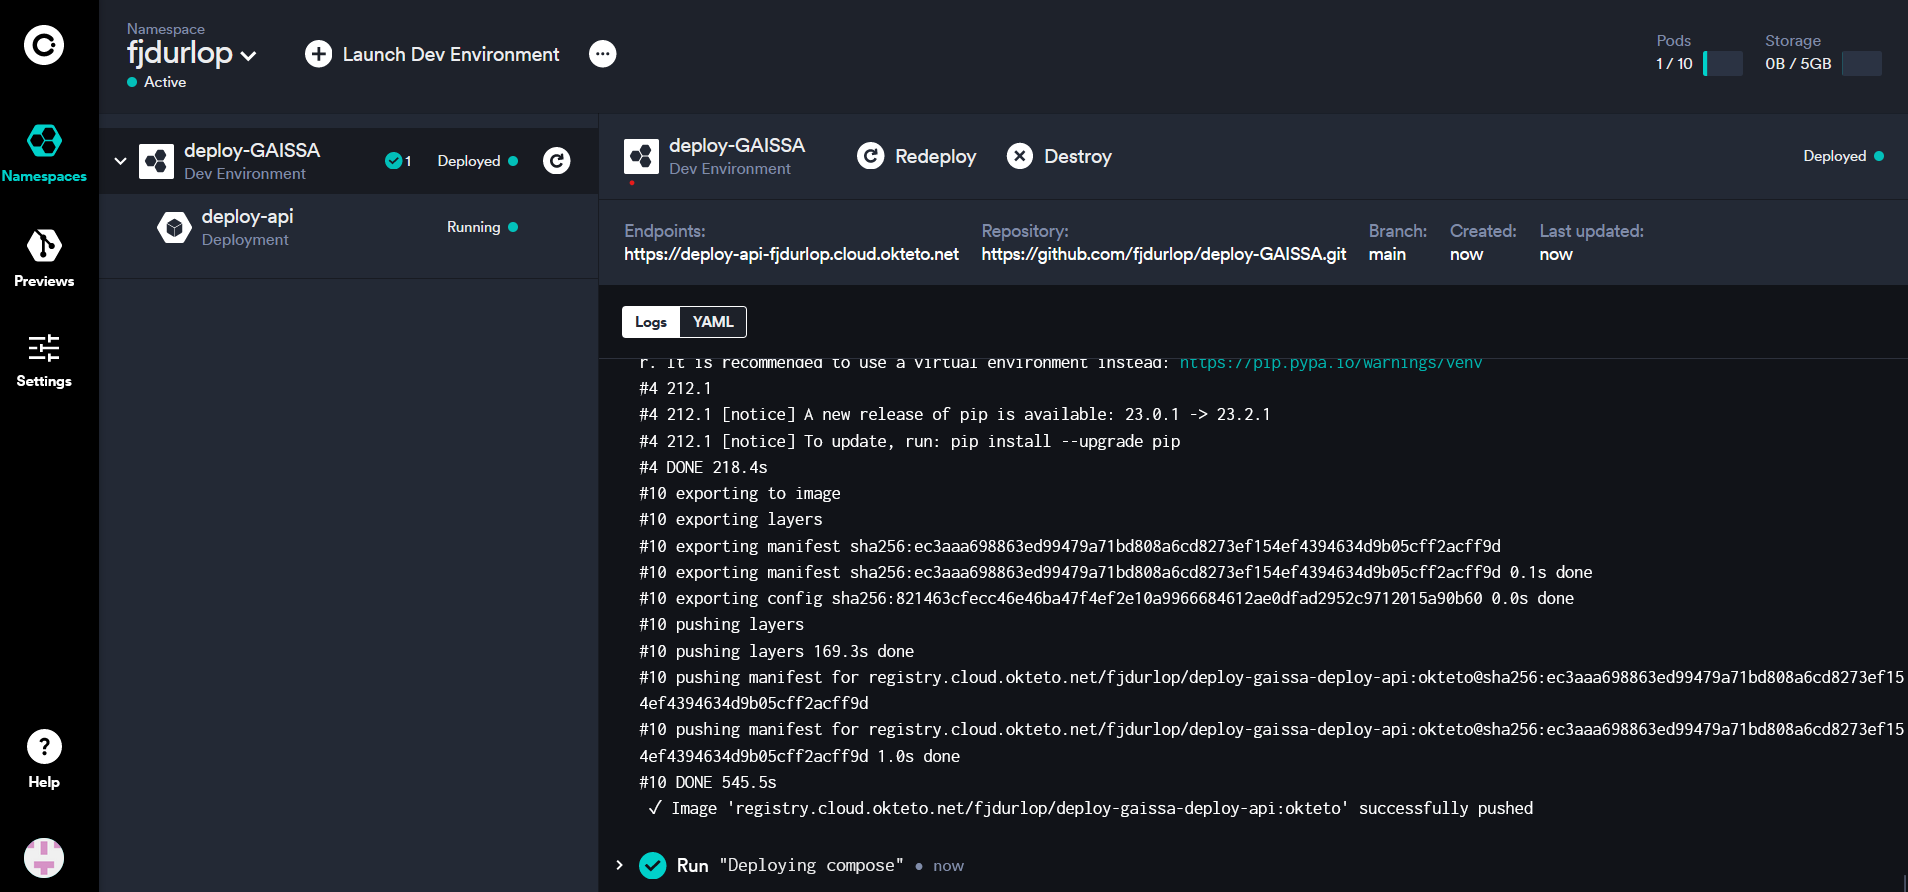 Namespace
fjdurlop
Active
Launch Dev Environment
Pods
1 / 10
Storage
0B / 5GB
Namespaces
Previews
Settings
Help
deploy-GAISSA
Dev Environment
1
Deployed
deploy-api
Deployment
Running
deploy-GAISSA
Dev Environment
Redeploy
Destroy
Deployed
Endpoints:
https://deploy-api-fjdurlop.cloud.okteto.net
Repository:
https://github.com/fjdurlop/deploy-GAISSA.git
Branch:
main
Created:
now
Last updated:
now
Logs
YAML
r. It is recommended to use a virtual environment instead: https://pip.pypa.io/warnings/venv
#4 212.1
#4 212.1 [notice] A new release of pip is available: 23.0.1 -> 23.2.1
#4 212.1 [notice] To update, run: pip install --upgrade pip
#4 DONE 218.4s
#10 exporting to image
#10 exporting layers
#10 exporting manifest sha256:ec3aaa698863ed99479a71bd808a6cd8273ef154ef4394634d9b05cff2acff9d
#10 exporting manifest sha256:ec3aaa698863ed99479a71bd808a6cd8273ef154ef4394634d9b05cff2acff9d 0.1s done
#10 exporting config sha256:821463cfecc46e46ba47f4ef2e10a9966684612ae0dfad2952c9712015a90b60 0.0s done
#10 pushing layers
#10 pushing layers 169.3s done
#10 pushing manifest for registry.cloud.okteto.net/fjdurlop/deploy-gaissa-deploy-api:okteto@sha256:ec3aaa698863ed99479a71bd808a6cd8273ef15
4ef4394634d9b05cff2acff9d
#10 pushing manifest for registry.cloud.okteto.net/fjdurlop/deploy-gaissa-deploy-api:okteto@sha256:ec3aaa698863ed99479a71bd808a6cd8273ef15
4ef4394634d9b05cff2acff9d 1.0s done
#10 DONE 545.5s
✓ Image 'registry.cloud.okteto.net/fjdurlop/deploy-gaissa-deploy-api:okteto' successfully pushed
Run "Deploying compose" • now